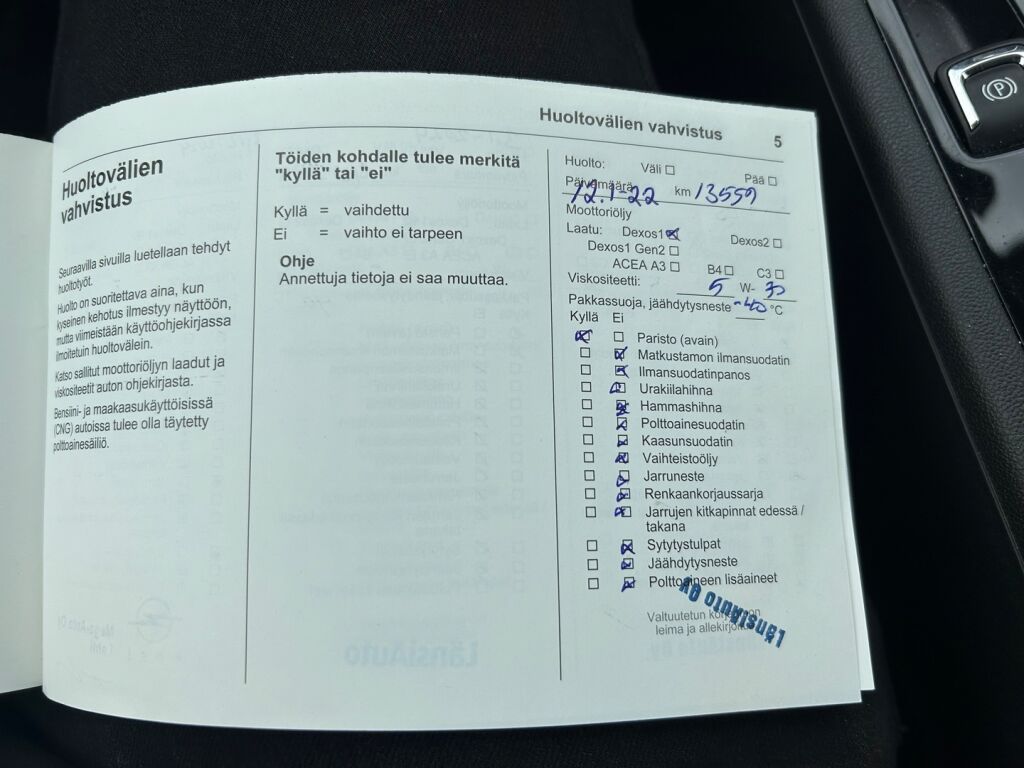 Huoltovälien vahvistus 5
Huoltovälien
vahvistus
Seuraavilla sivuilla luetellaan tehdyt
huoltotyöt.
Huolto on suoritettava aina, kun
kyseinen kehotus ilmestyy näyttöön,
mutta viimeistään käyttöohjekirjassa
ilmoitetuin huoltovälein.
Katso sallitut moottoriöljyn laadut ja
viskositeetit auton ohjekirjasta.
Bensiini- ja maakaasukäyttöisissä
(CNG) autoissa tulee olla täytetty
polttoainesäiliö.
Töiden kohdalle tulee merkitä
"kyllä" tai "ei"
Kyllä = vaihdettu
Ei = vaihto ei tarpeen
Ohje
Annettuja tietoja ei saa muuttaa.
Huolto: Väli Pää
Päivämäärä 12.1-22 km 13559
Moottoriöljy
Laatu: Dexos1 Dexos2
Dexos1 Gen2
ACEA A3 B4 C3
Viskositeetti: 5 W- 30
Pakkassuoja, jäähdytysneste -40 °C
Kyllä Ei
Paristo (avain)
Matkustamon ilmansuodatin
Ilmansuodatinpanos
Urakiilahihna
Hammashihna
Polttoainesuodatin
Kaasunsuodatin
Vaihteistoöljy
Jarruneste
Renkaankorjaussarja
Jarrujen kitkapinnat edessä /
takana
Sytytystulpat
Jäähdytysneste
Polttoaineen lisäaineet
Valtuutetun
leima ja
LänsiAuto Oy